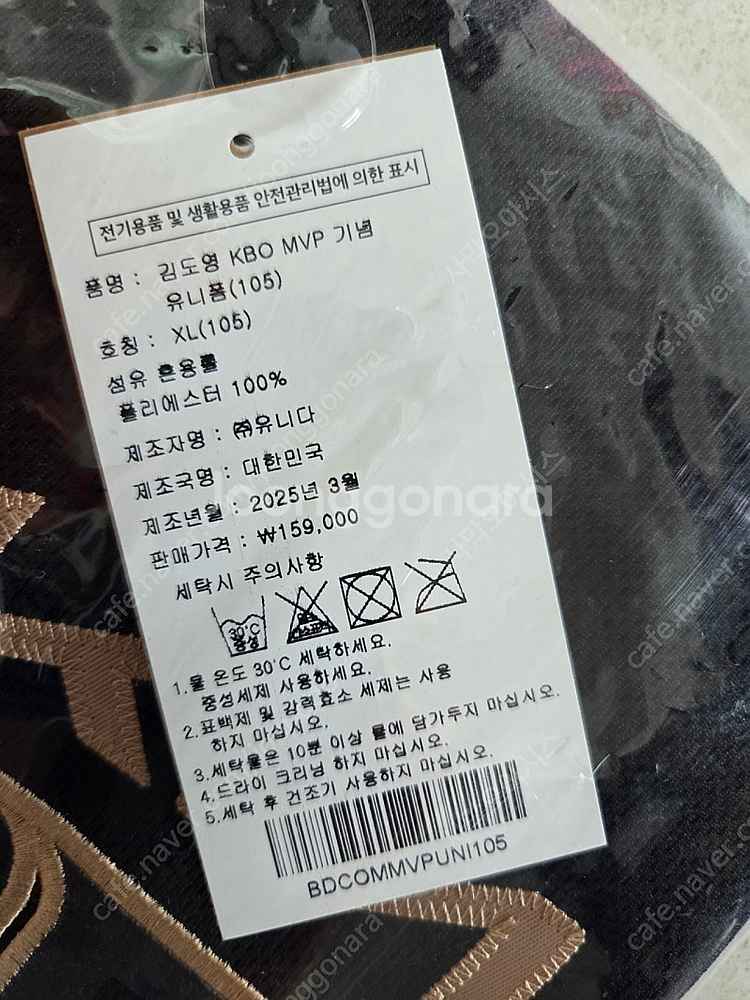 전기용품 및 생활용품 안전관리법에 의한 표시
품명 : 김도영 KBO MVP 기념
유니폼(105)
호칭 : XL(105)
섬유 혼용률
폴리에스터 100%
제조자명 : ㈜유니다
제조국명 : 대한민국
제조년월 : 2025년 3월
판매가격 : ₩159,000
세탁시 주의사항
30℃
중성
1.물 온도 30℃ 세탁하세요.
중성세제 사용하세요.
2.표백제 및 강력효소 세제는 사용
하지 마십시오.
3.세탁물은 10분 이상 물에 담가두지 마십시오.
4.드라이 크리닝 하지 마십시오.
5.세탁 후 건조기 사용하지 마십시오.
BDCOMMVPUNI105
joonggonara
cafe.naver.com